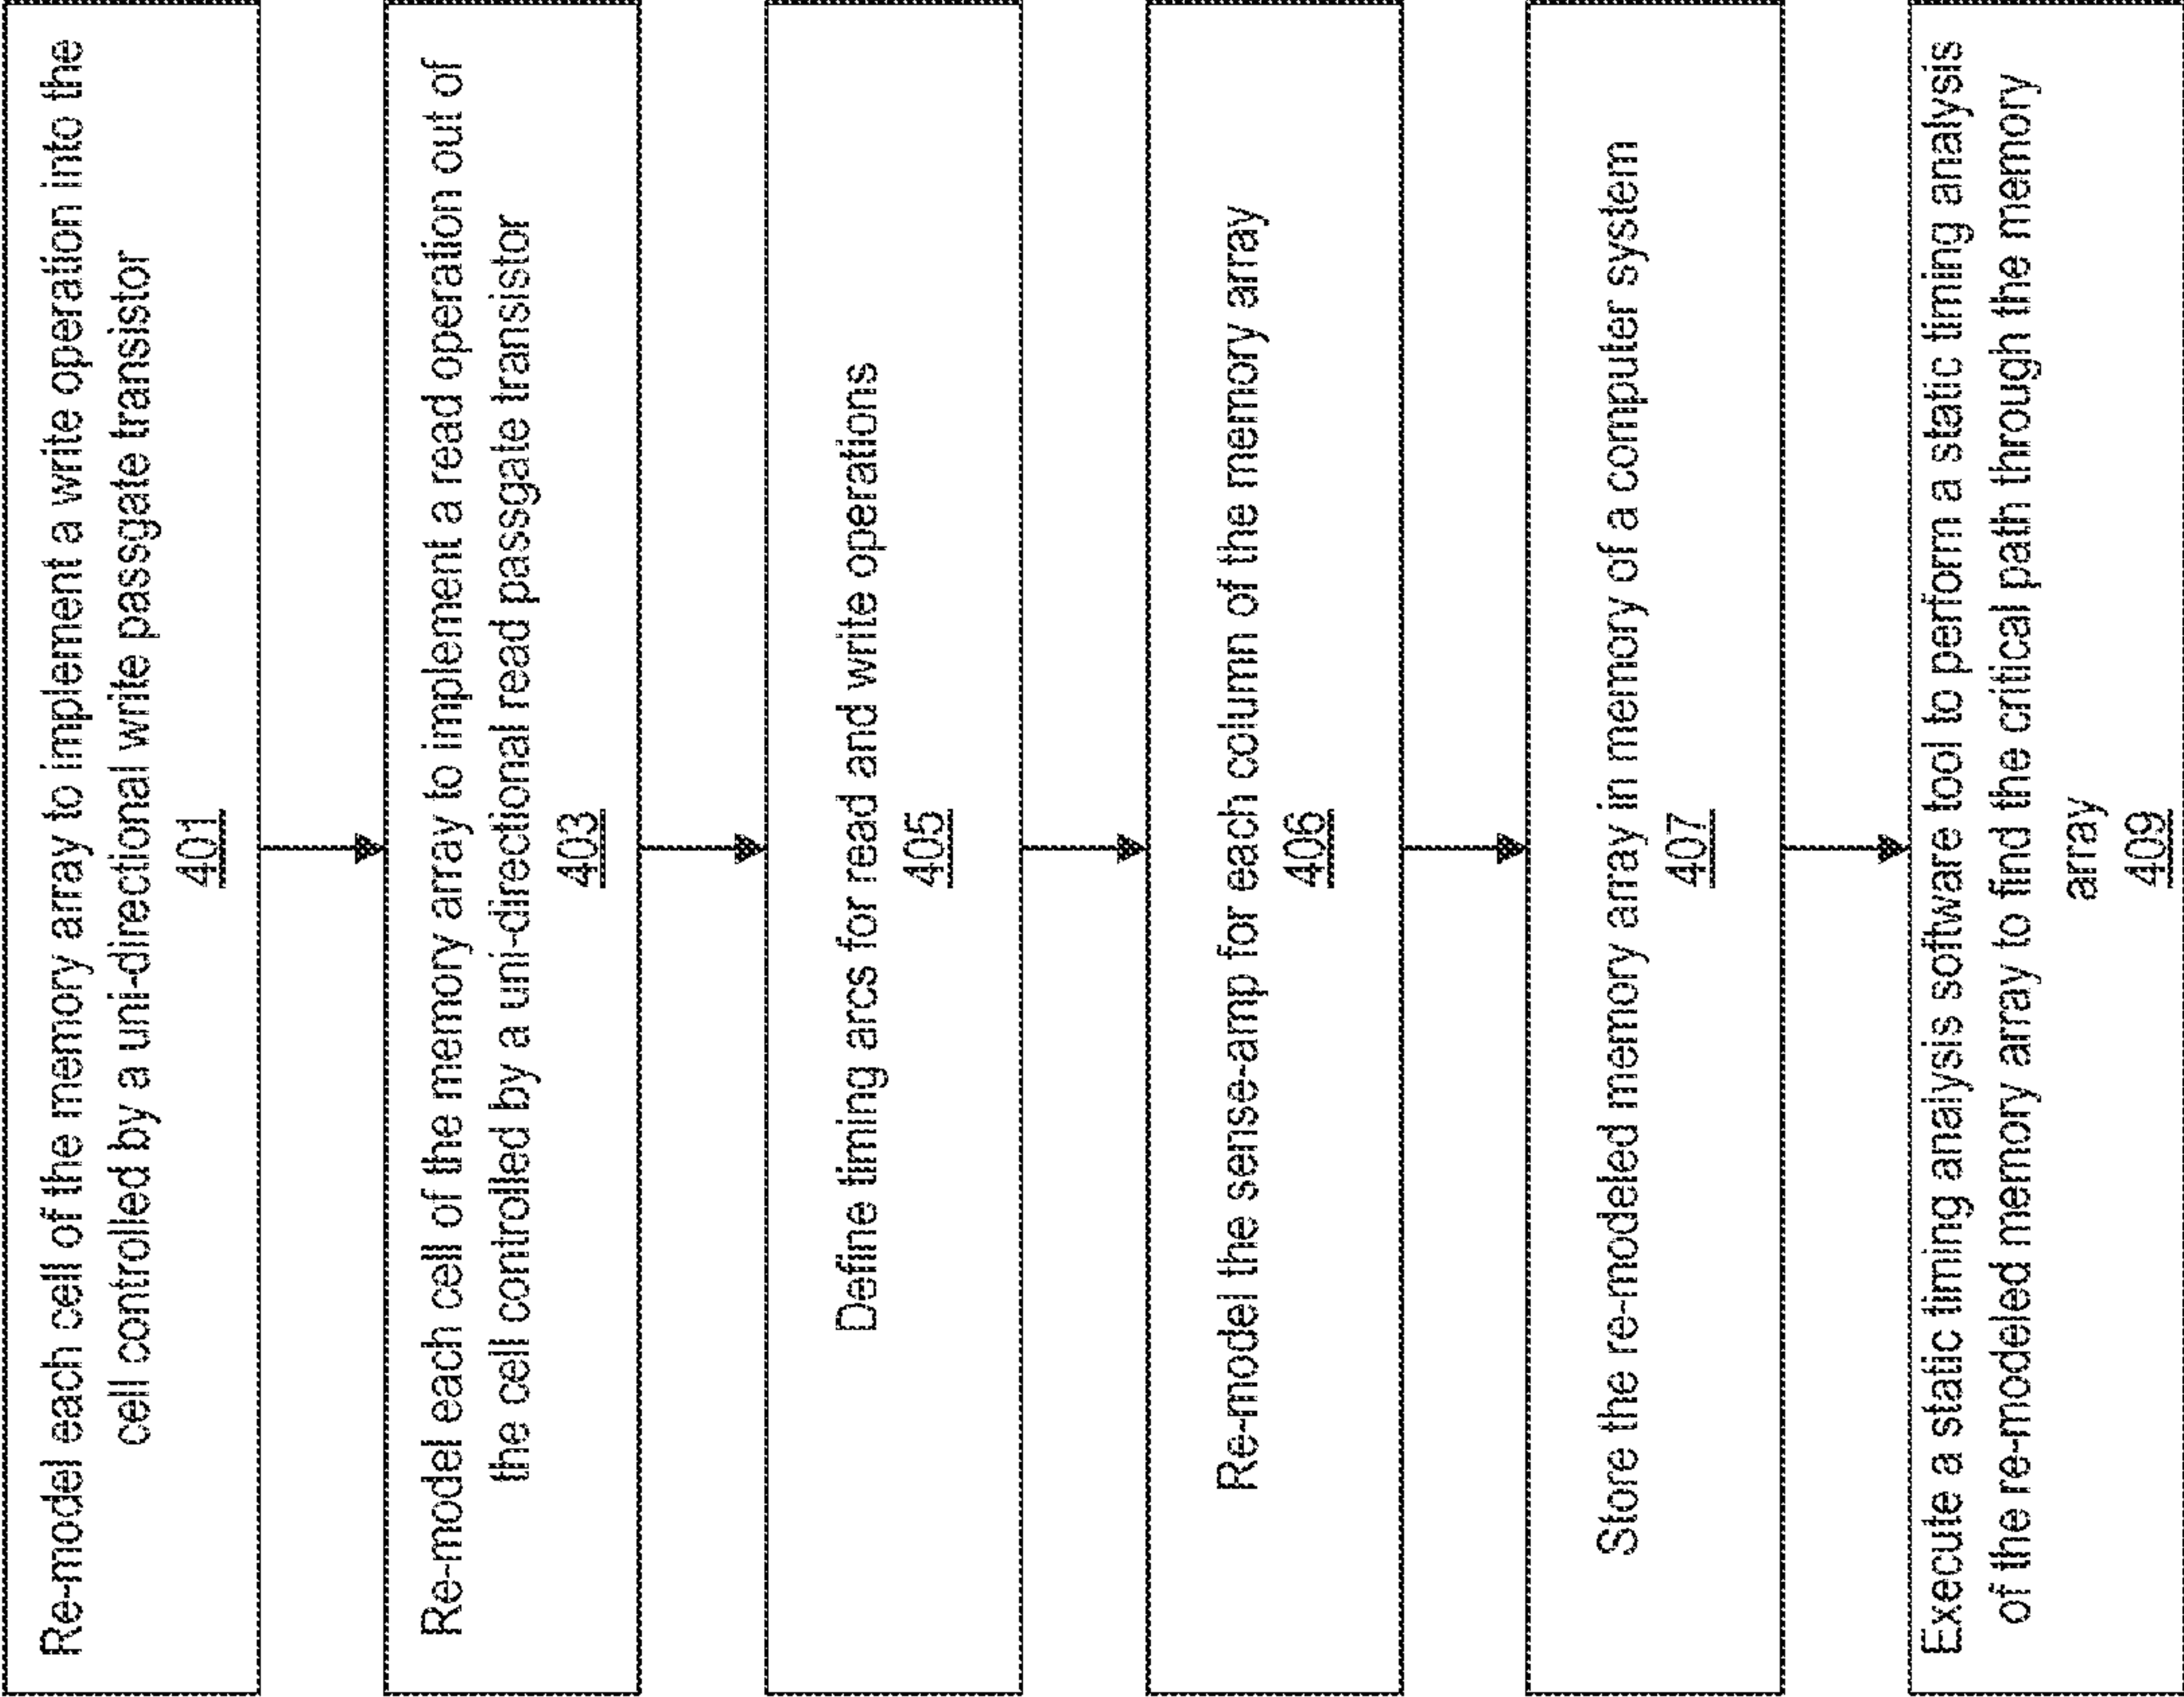 Re-model each cell of the memory array to implement a write operation into the
cell controlled by a uni-directional write passgate transistor
401
Re-model each cell of the memory array to implement a read operation out of
the cell controlled by a uni-directional read passgate transistor
403
Define timing arcs for read and write operations
405
Re-model the sense-amp for each column of the memory array
406
Store the re-modeled memory array in memory of a computer system
407
Execute a static timing analysis software tool to perform a static timing analysis
of the re-modeled memory array to find the critical path through the memory
array
409